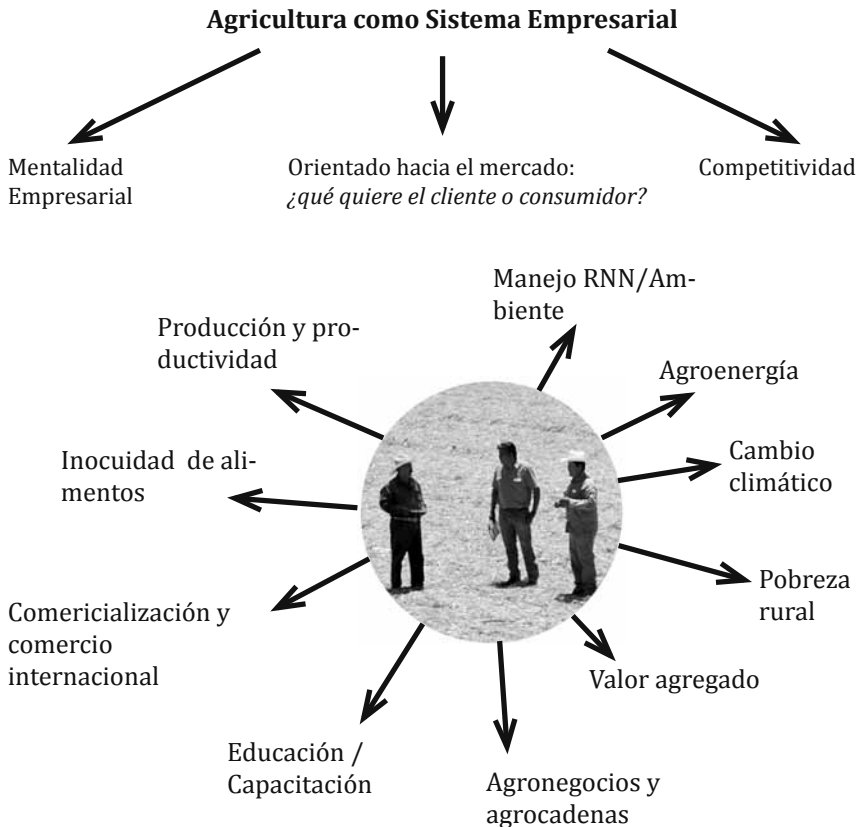 Agricultura como Sistema Empresarial
Mentalidad
Empresarial
Orientado hacia el mercado:
¿qué quiere el cliente o consumidor?
Competitividad
Manejo RNN/Am-
biente
Producción y pro-
ductividad
Agroenergía
Inocuidad de ali-
mentos
Cambio
climático
Pobreza
rural
Comericialización y
comercio
internacional
Valor agregado
Educación /
Capacitación
Agronegocios y
agrocadenas